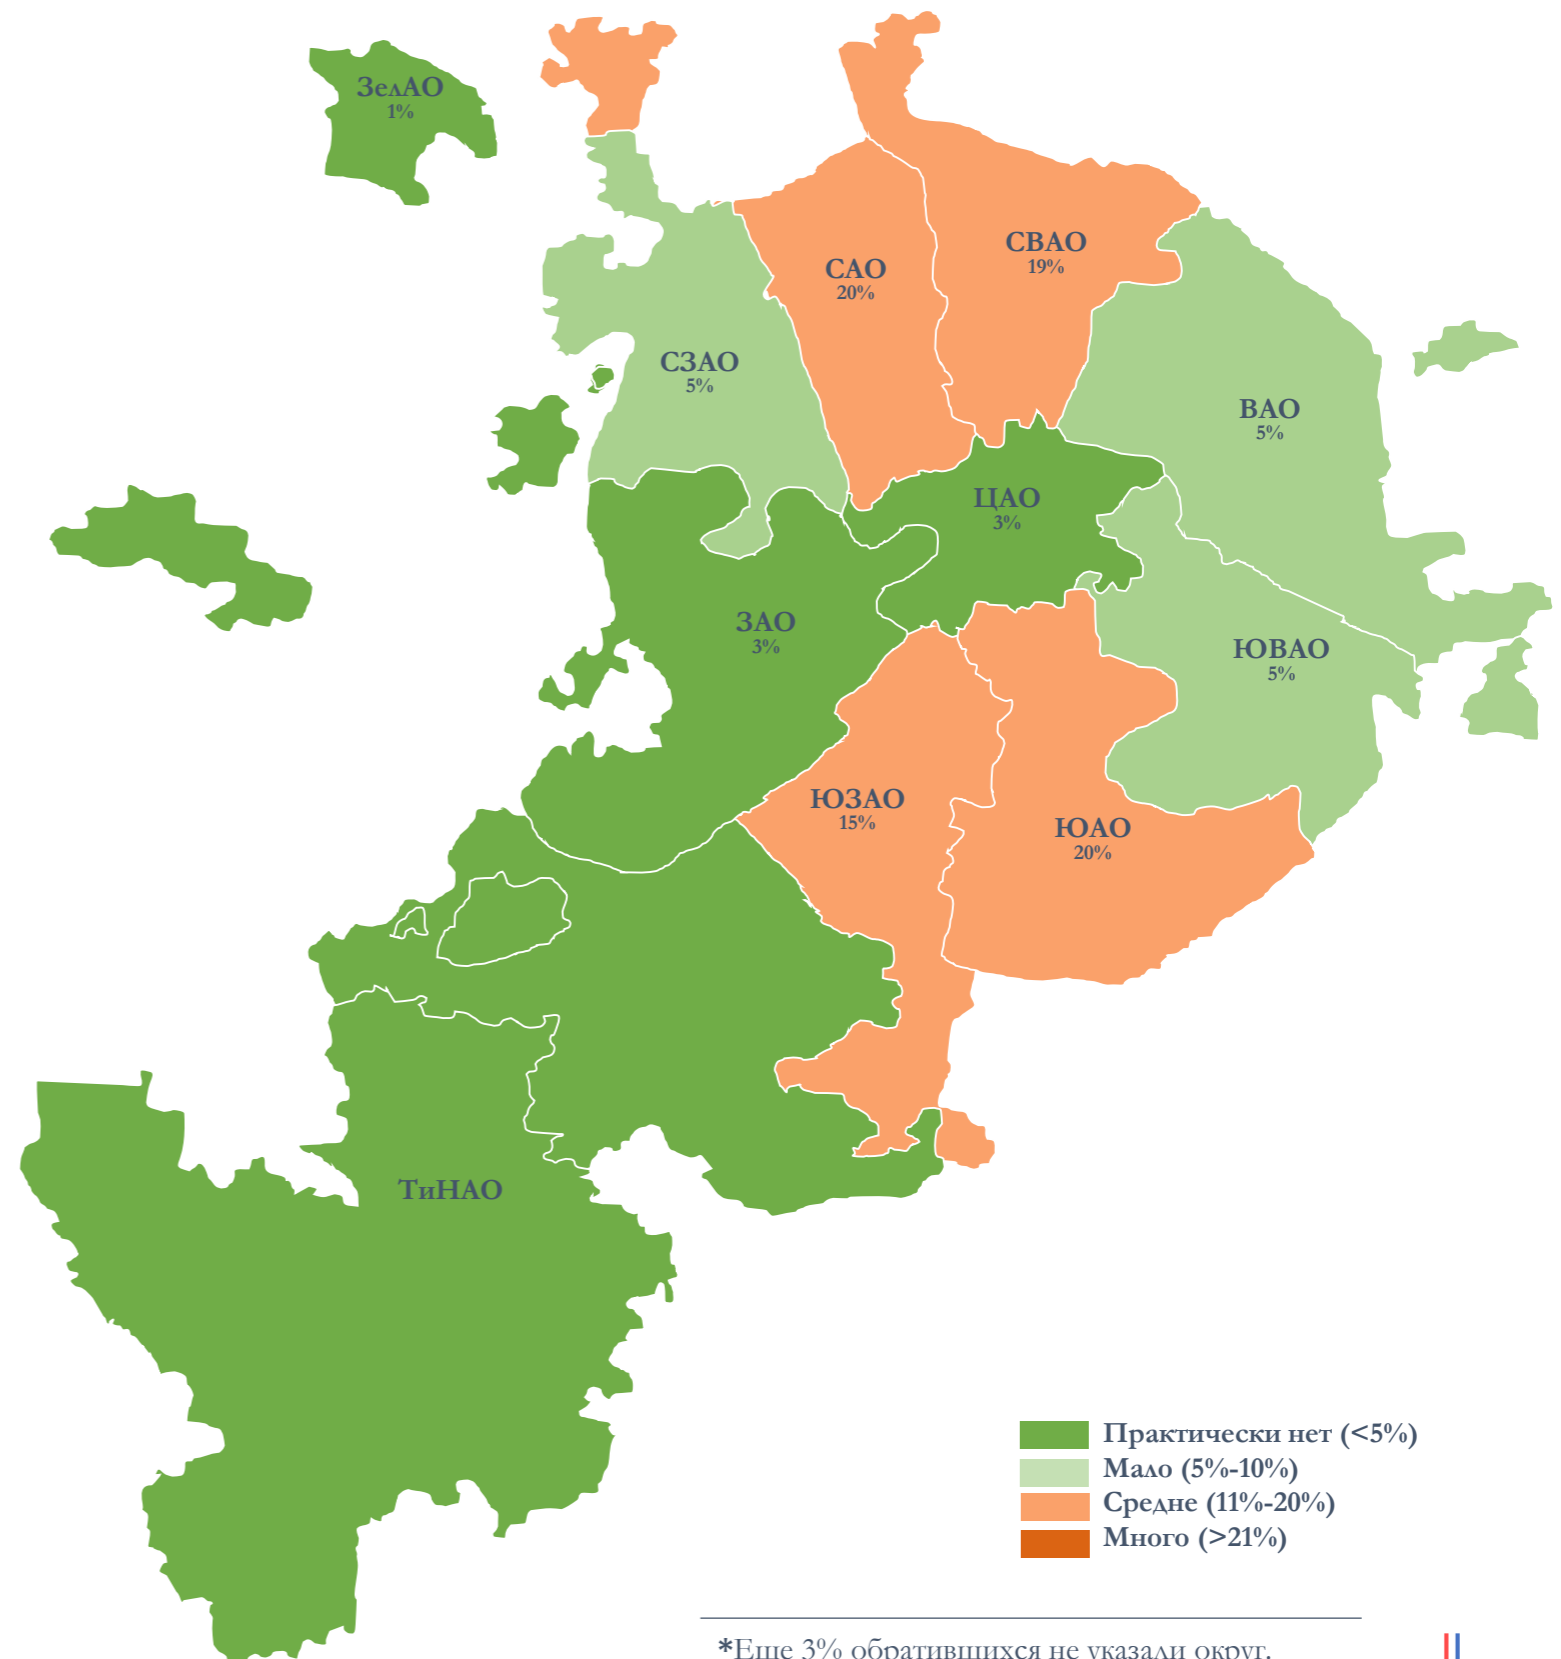 ЗелАО
1%
СВАО
19%
САО
20%
СЗАО
5%
ВАО
5%
ЦАО
3%
ЗАО
3%
ЮВАО
5%
ЮЗАО
15%
ЮАО
20%
ТиНАО
Практически нет (<5%)
Мало (5%-10%)
Средне (11%-20%)
Много (>21%)
*Еще 3% обратившихся не указали округ.